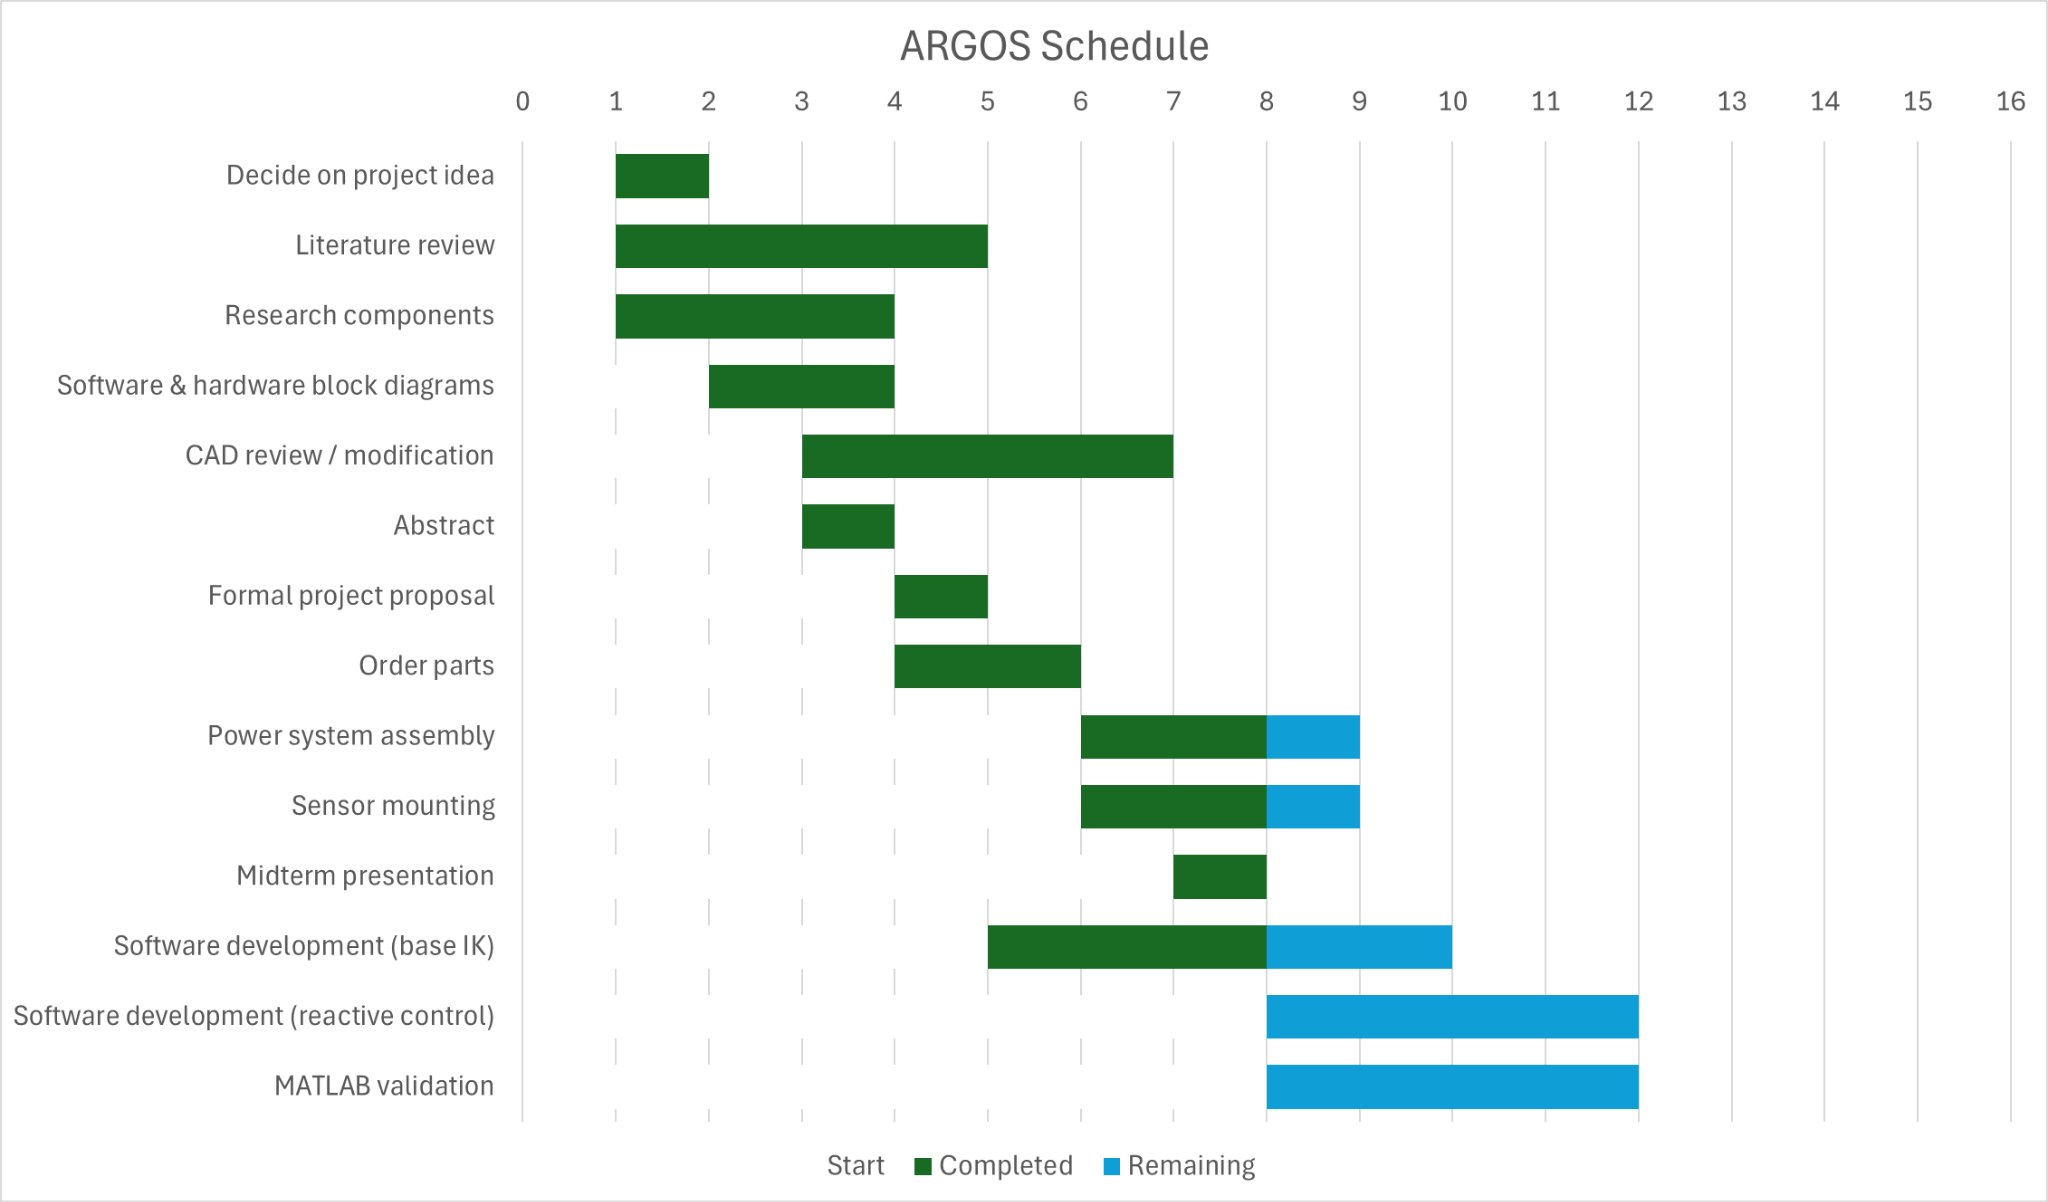 ARGOS Schedule
0 1 2 3 4 5 6 7 8 9 10 11 12 13 14 15 16
Decide on project idea
Literature review
Research components
Software & hardware block diagrams
CAD review / modification
Abstract
Formal project proposal
Order parts
Power system assembly
Sensor mounting
Midterm presentation
Software development (base IK)
Software development (reactive control)
MATLAB validation
Start Completed Remaining